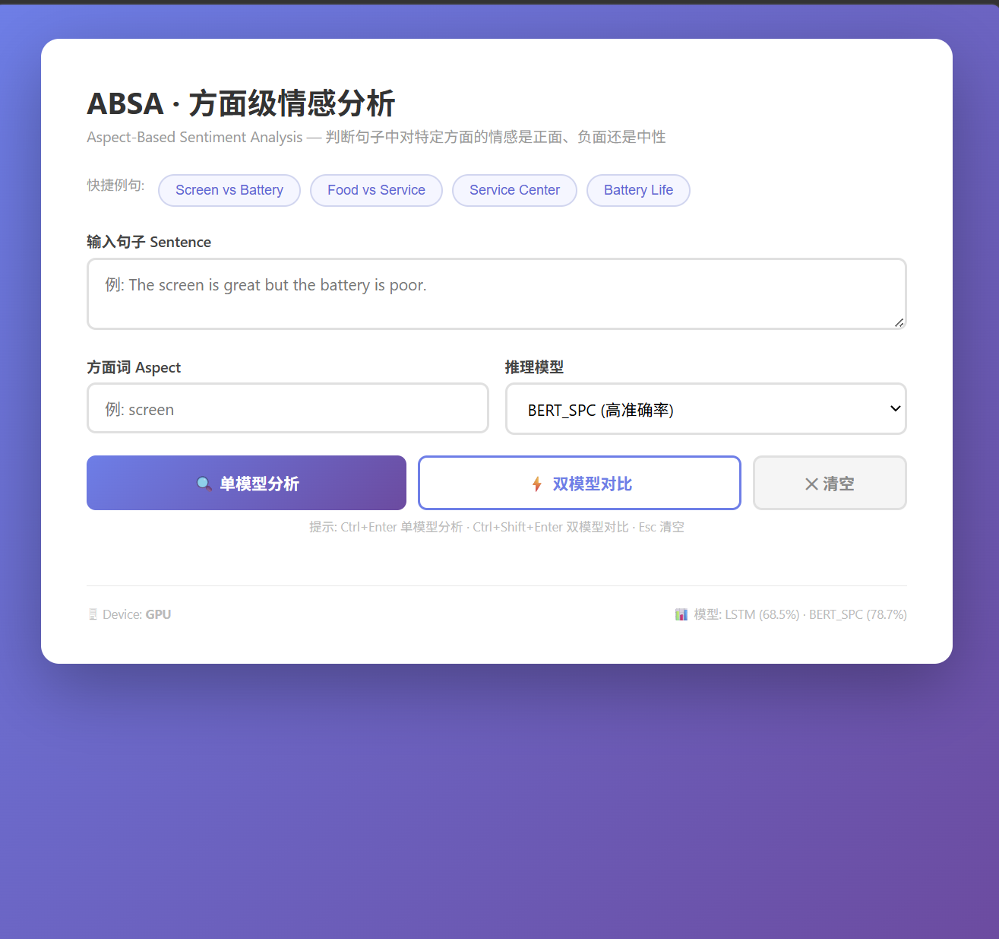 ABSA · 方面级情感分析
Aspect-Based Sentiment Analysis — 判断句子中对特定方面的情感是正面、负面还是中性
快捷例句: Screen vs Battery Food vs Service Service Center Battery Life
输入句子 Sentence
例: The screen is great but the battery is poor.
方面词 Aspect 推理模型
例: screen BERT_SPC (高准确率)
单模型分析 双模型对比 ✕ 清空
提示: Ctrl+Enter 单模型分析 · Ctrl+Shift+Enter 双模型对比 · Esc 清空
Device: GPU 模型: LSTM (68.5%) · BERT_SPC (78.7%)